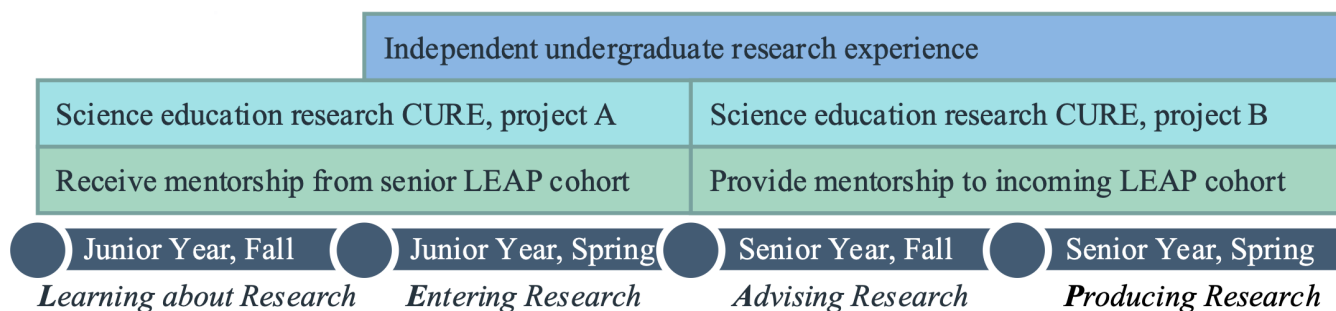 Independent undergraduate research experience
Science education research CURE, project A
Science education research CURE, project B
Receive mentorship from senior LEAP cohort
Provide mentorship to incoming LEAP cohort
Junior Year, Fall
Junior Year, Spring
Senior Year, Fall
Senior Year, Spring
Learning about Research
Entering Research
Advising Research
Producing Research